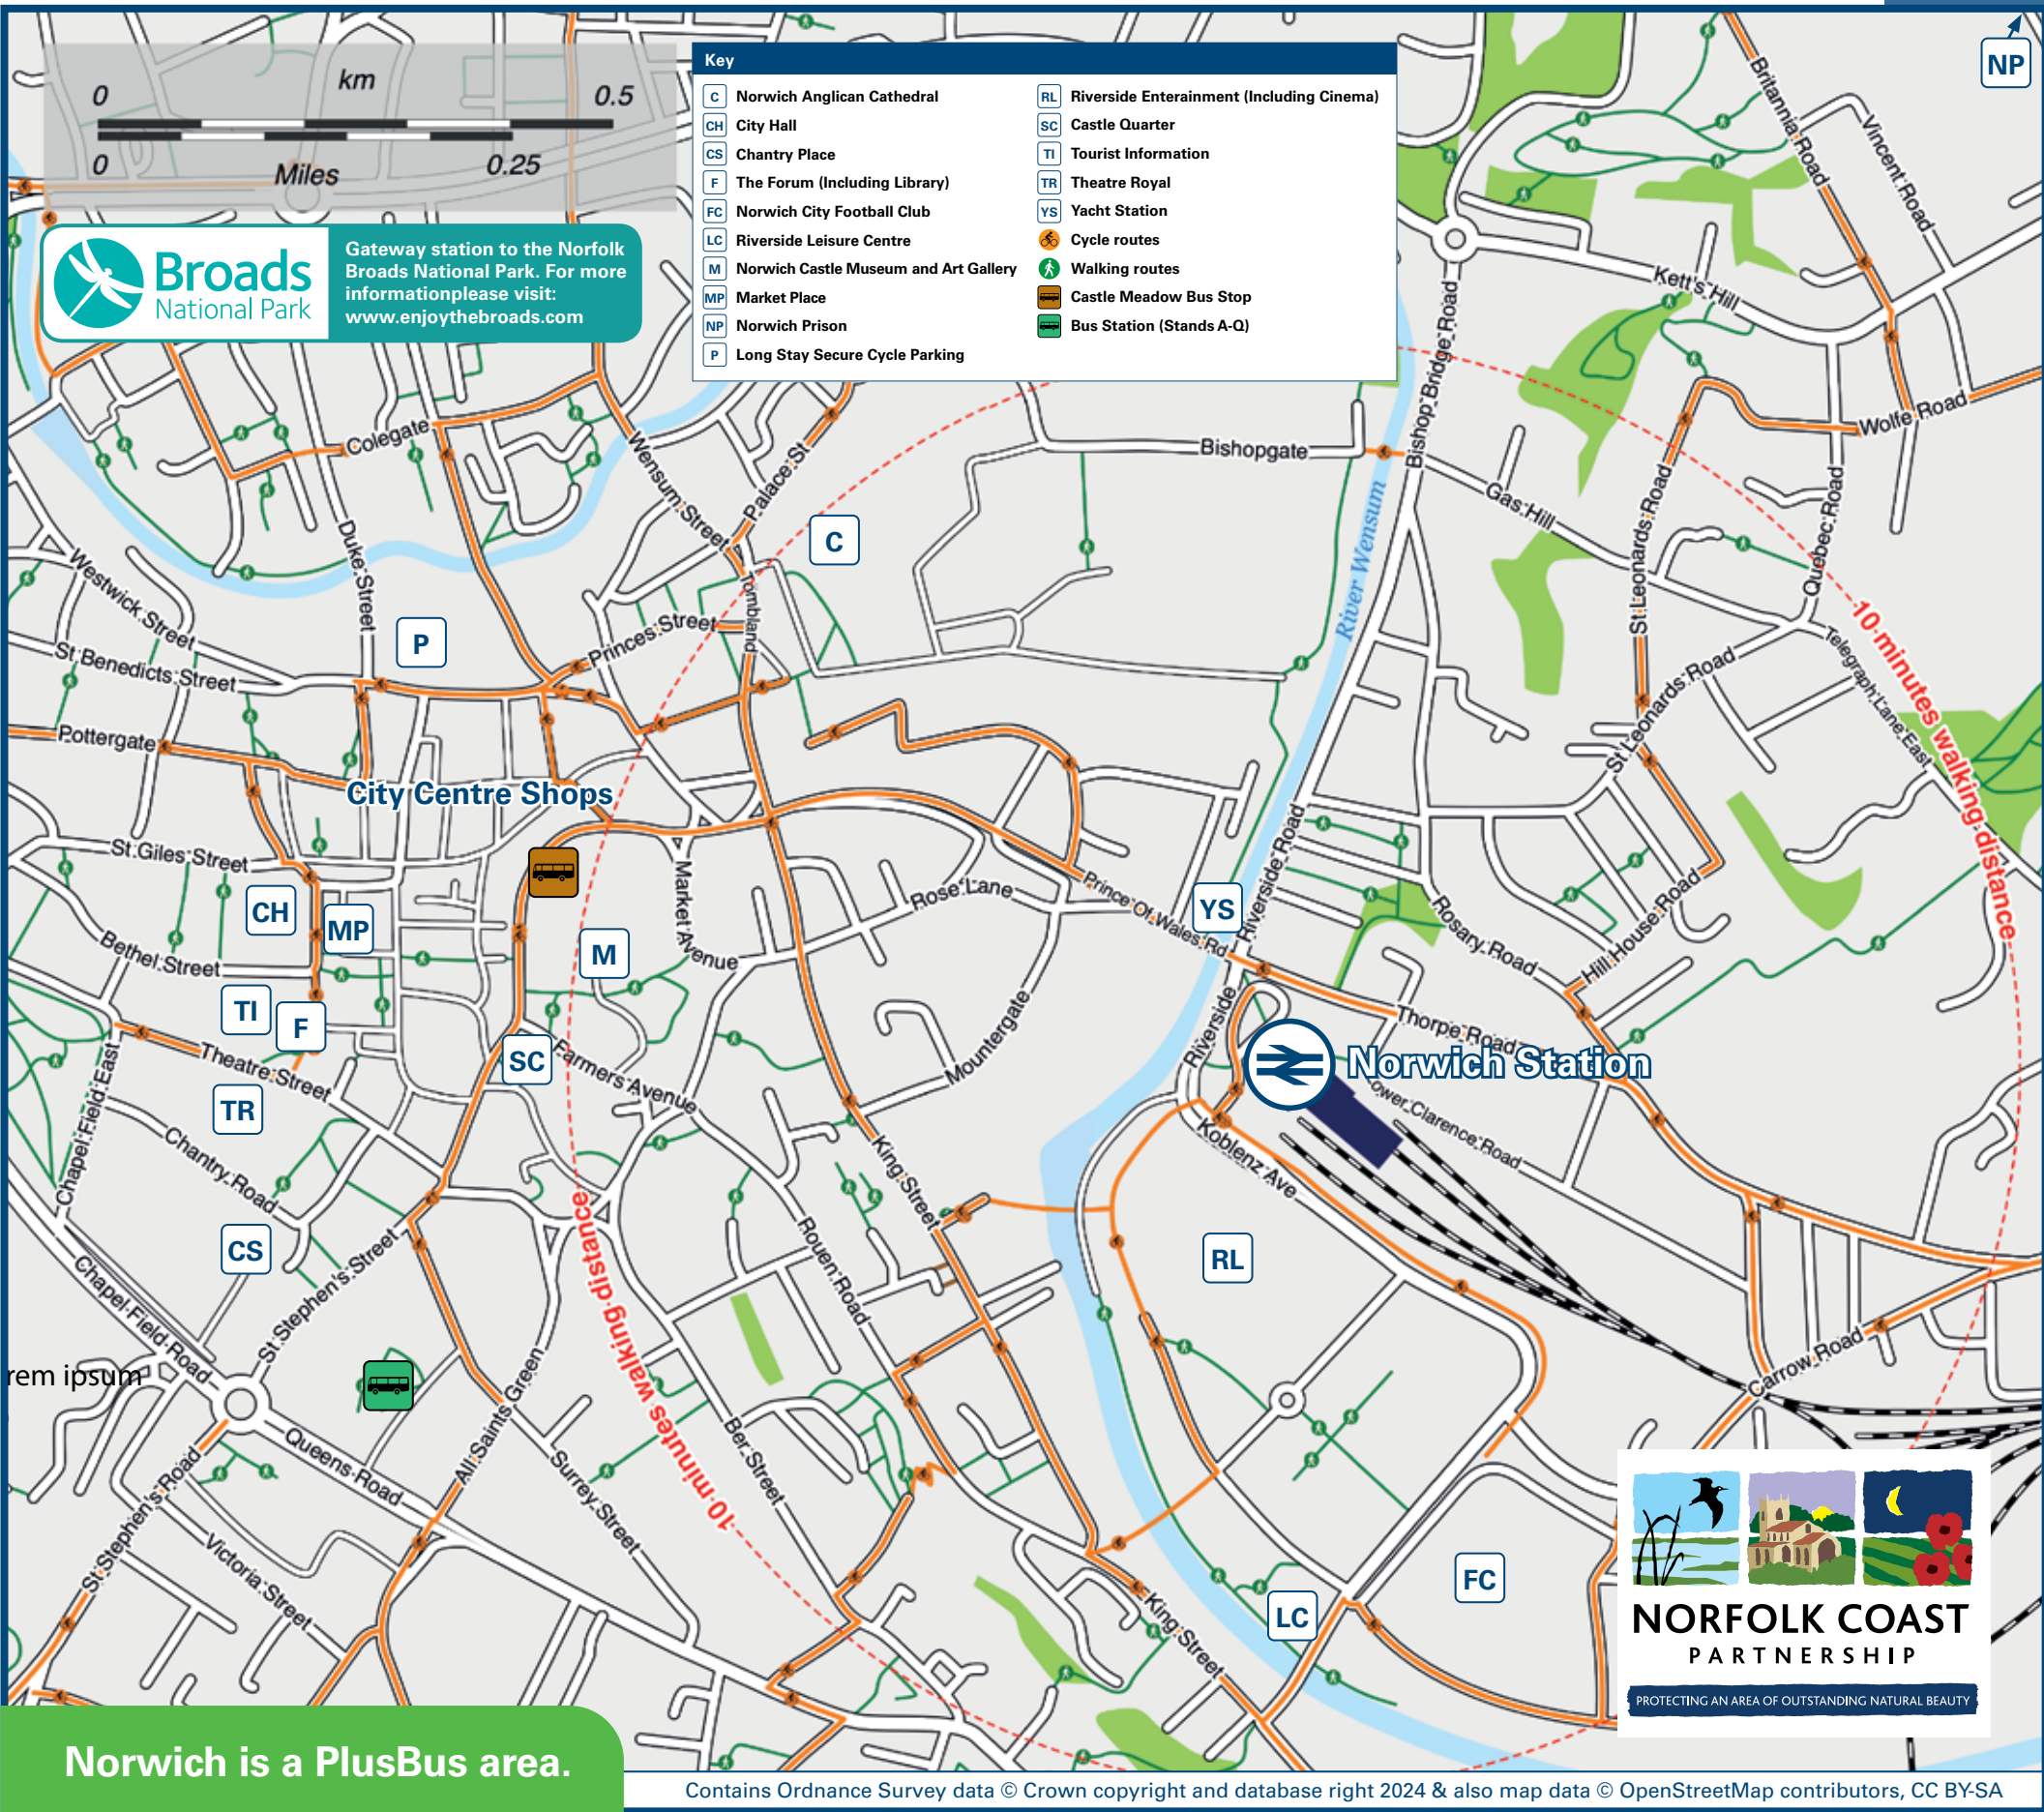 NP
0
km
0.5
0
Miles
0.25
Key
C Norwich Anglican Cathedral
CH City Hall
CS Chantry Place
F The Forum (Including Library)
FC Norwich City Football Club
LC Riverside Leisure Centre
M Norwich Castle Museum and Art Gallery
MP Market Place
NP Norwich Prison
P Long Stay Secure Cycle Parking
RL Riverside Enterainment (Including Cinema)
SC Castle Quarter
TI Tourist Information
TR Theatre Royal
YS Yacht Station
Cycle routes
Walking routes
Castle Meadow Bus Stop
Bus Station (Stands A-Q)
Broads
National Park
Gateway station to the Norfolk
Broads National Park. For more
informationplease visit:
www.enjoythebroads.com
Britannia Road
Vincent Road
Kett's Hill
Bishop Bridge Road
Wolfe Road
Colegate
Wensum Street
Palace St
Bishopgate
Gas Hill
River Wensum
St Leonards Road
Quebec Road
C
Duke Street
Westwick Street
Tombland
P
Princes Street
St Benedicts Street
Telegraph Lane East
10 minutes walking distance
St Leonards Road
Pottergate
City Centre Shops
St Giles Street
Market Avenue
Rose Lane
Prince Of Wales Rd
YS
Riverside Road
Rosary Road
Hill House Road
CH
MP
M
Bethel Street
TI
F
SC
Farmers Avenue
Mountergate
Riverside
Thorpe Road
Norwich Station
Lower Clarence Road
Theatre Street
Chapel Field East
TR
Chantry Road
King Street
Koblenz Ave
CS
St Stephen's Street
Rouen Road
RL
10 minutes walking distance
Chapel Field Road
Carrow Road
rem ipsum
All Saints Green
Ber Street
Queens Road
Surrey Street
St Stephen's Road
Victoria Street
King Street
LC
FC
NORFOLK COAST
PARTNERSHIP
PROTECTING AN AREA OF OUTSTANDING NATURAL BEAUTY
Norwich is a PlusBus area.
Contains Ordnance Survey data © Crown copyright and database right 2024 & also map data © OpenStreetMap contributors, CC BY-SA